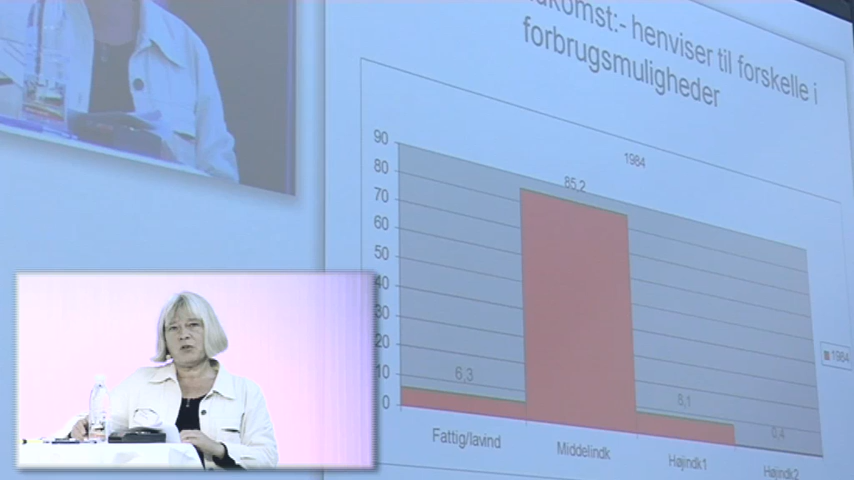 henviser til forskelle i
forbrugsmuligheder
1984
90
80
70
60
50
40
30
20
10
0
85,2
6,3
8,1
0,4
1984
Fattig/lavind
Middelindk
Højindk1
Højindk2